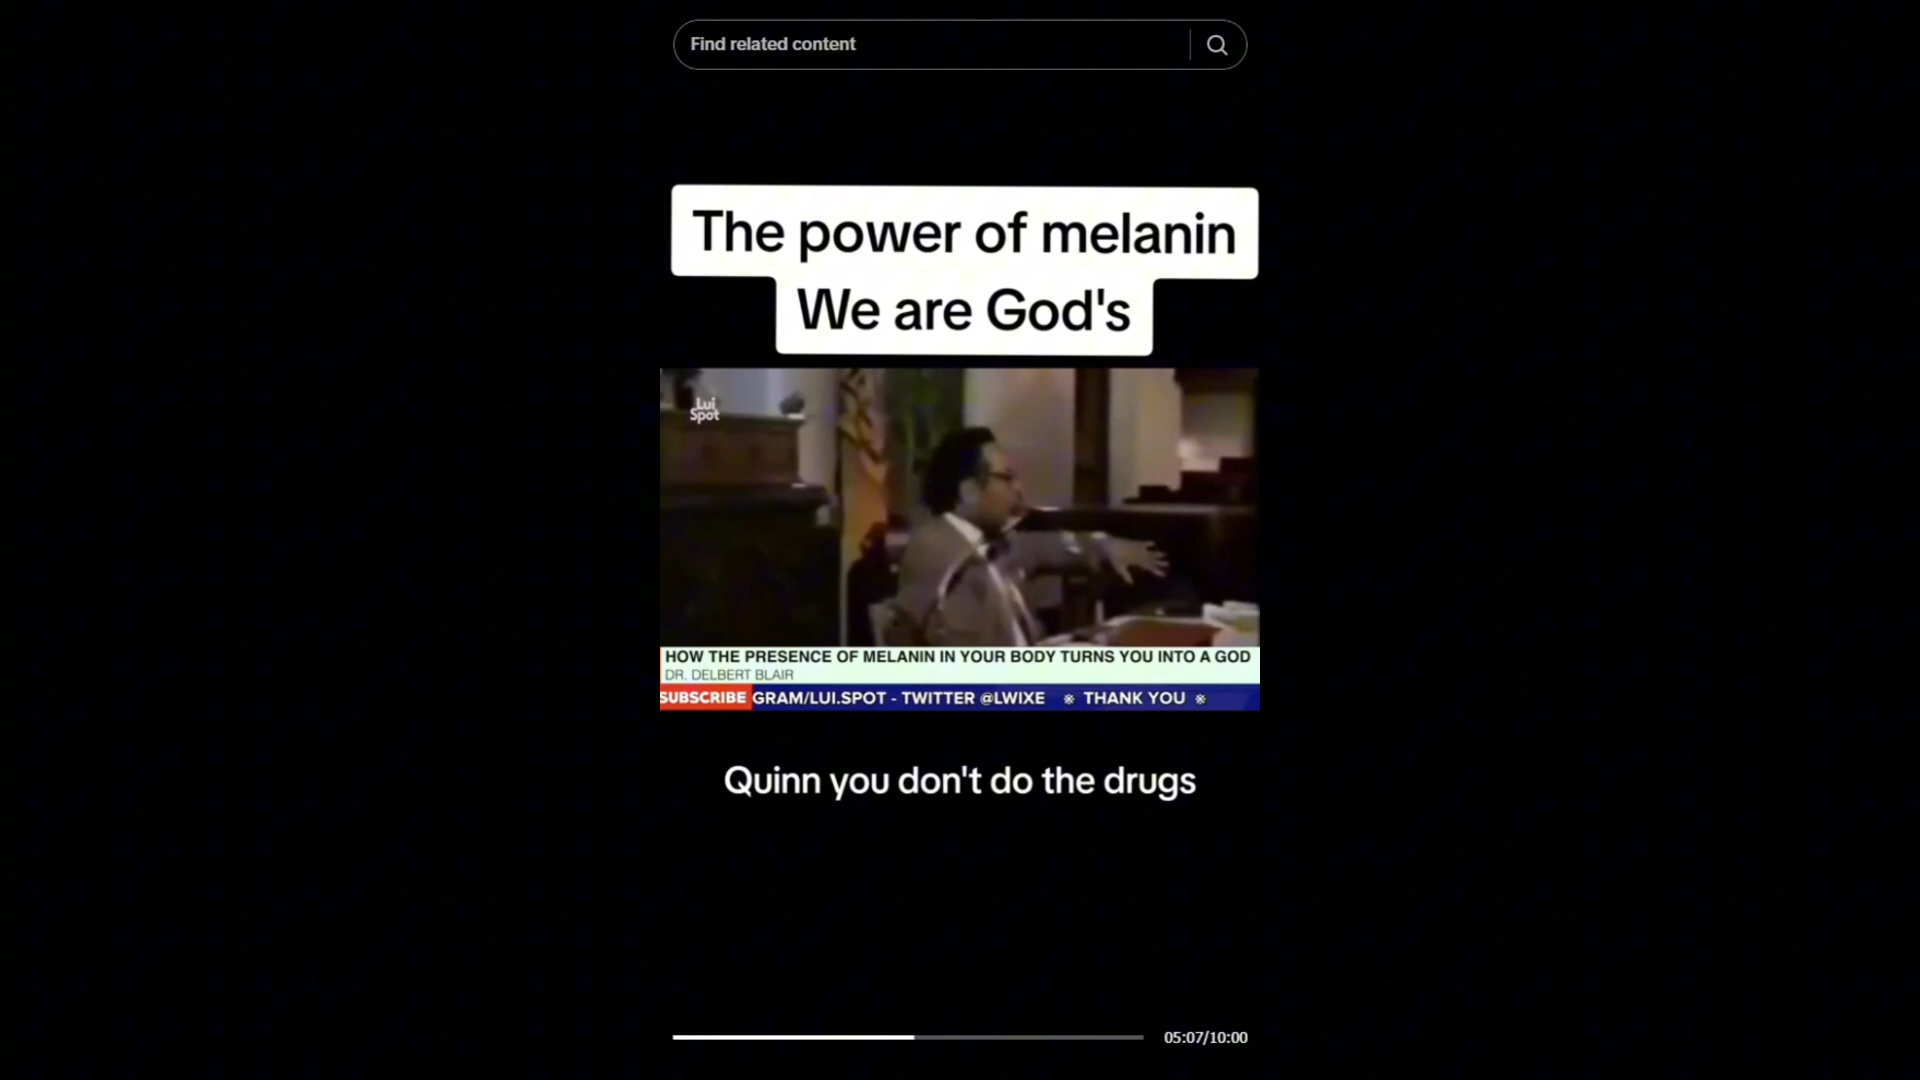 Find related content
The power of melanin
We are God's
Lui
Spot
HOW THE PRESENCE OF MELANIN IN YOUR BODY TURNS YOU INTO A GOD
DR. DELBERT BLAIR
SUBSCRIBE GRAM/LUI.SPOT - TWITTER @LWIXE ※ THANK YOU ※
Quinn you don't do the drugs
05:07/10:00